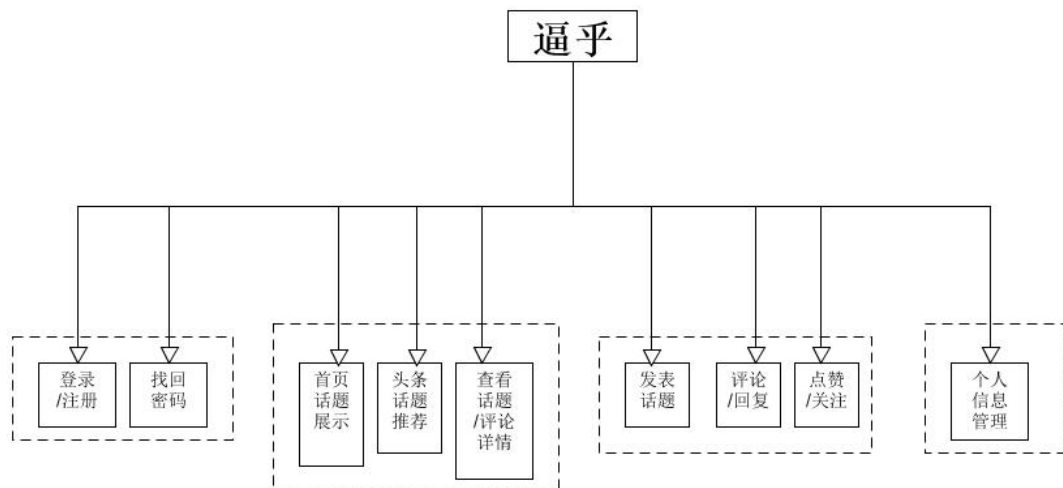 逼乎
登录
/注册
找回
密码
首页
话题
展示
头条
话题
推荐
查看
话题
/评论
详情
发表
话题
评论
/回复
点赞
/关注
个人
信息
管理